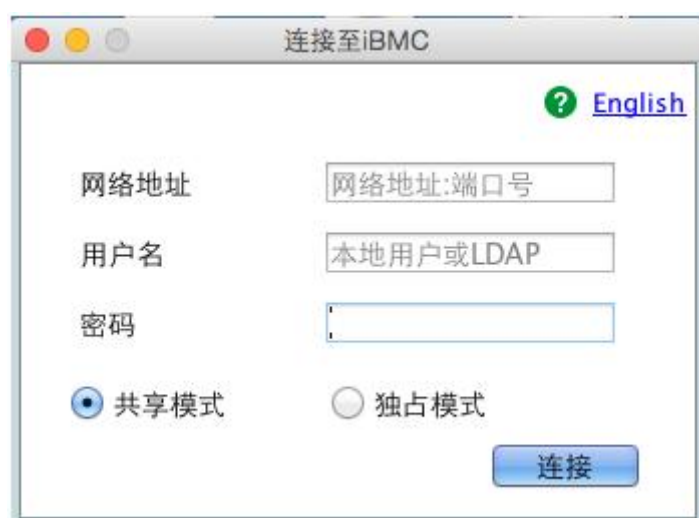 连接至iBMC
? English
网络地址 网络地址:端口号
用户名 本地用户或LDAP
密码
共享模式 独占模式
连接